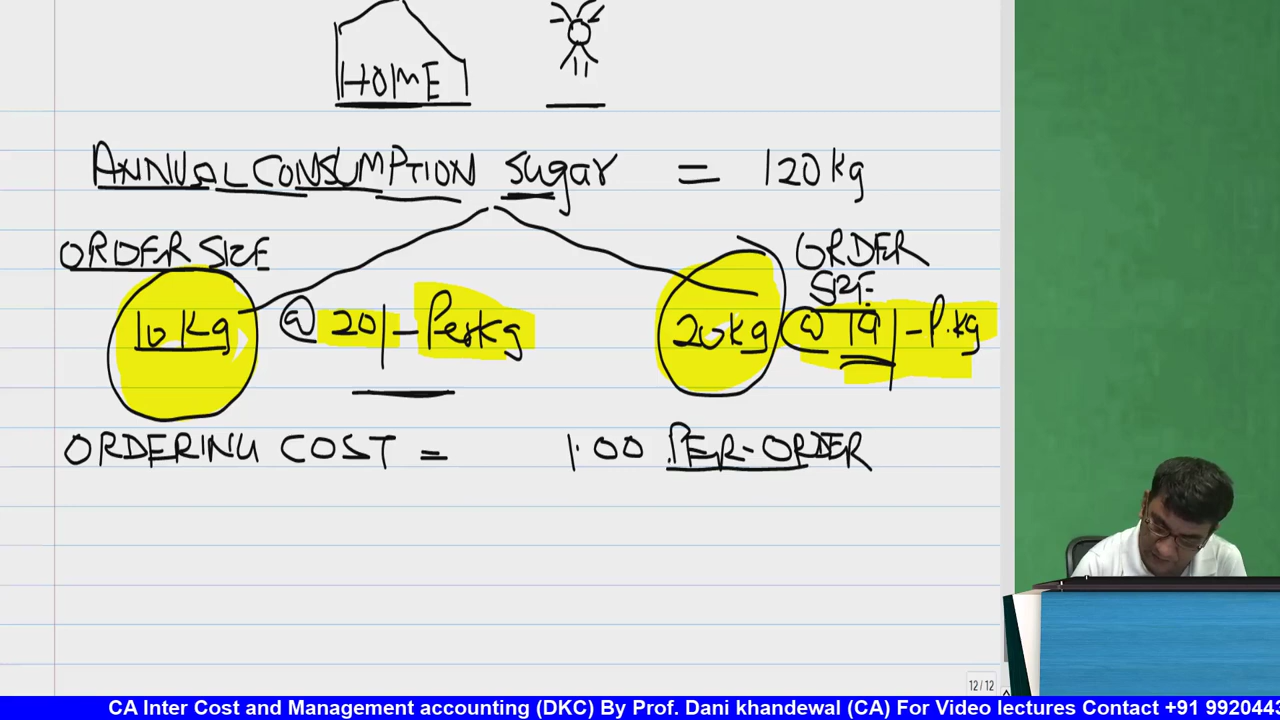 HOME
ANNUAL CONSUMPTION sugar = 120 kg
ORDER SIZE
10 Kg @ 20/- Per kg
ORDER
SIZE
20 kg @ 19/- P.kg
ORDERING COST = 1.00 PER-ORDER
12/12
CA Inter Cost and Management accounting (DKC) By Prof. Dani khandewal (CA) For Video lectures Contact +91 992044